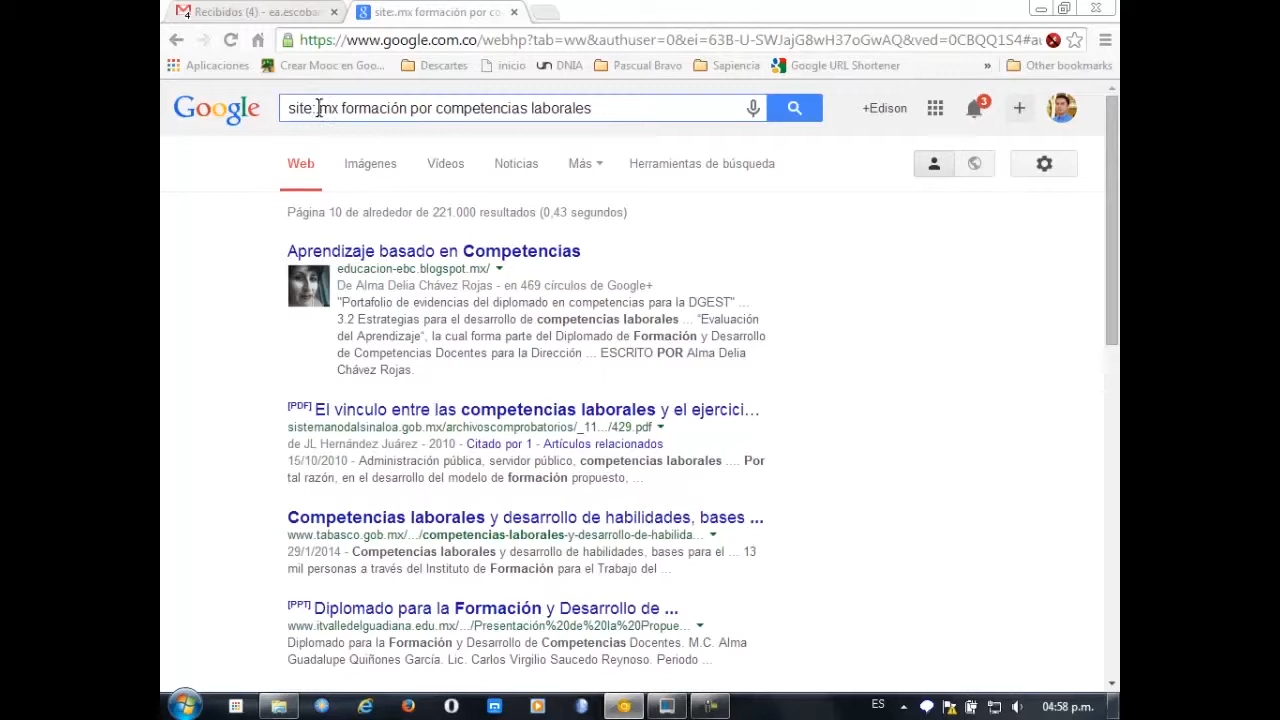 4 Recibidos (4) - ea.escobar
site:.mx formación por co
https://www.google.com.co/webhp?tab=ww&authuser=0&ei=63B-U-SWJajG8wH37oGwAQ&ved=0CBQQ1S4#au
Aplicaciones
Crear Mooc en Goo...
Descartes
inicio
DNIA
Pascual Bravo
Sapiencia
Google URL Shortener
»
Other bookmarks
Google
site:.mx formación por competencias laborales
+Edison
3
Web
Imágenes
Vídeos
Noticias
Más
Herramientas de búsqueda
Página 10 de alrededor de 221.000 resultados (0,43 segundos)
Aprendizaje basado en Competencias
educacion-ebc.blogspot.mx/
De Alma Delia Chávez Rojas - en 469 círculos de Google+
"Portafolio de evidencias del diplomado en competencias para la DGEST" ...
3.2 Estrategias para el desarrollo de competencias laborales ... "Evaluación
del Aprendizaje", la cual forma parte del Diplomado de Formación y Desarrollo
de Competencias Docentes para la Dirección ... ESCRITO POR Alma Delia
Chávez Rojas.
[PDF] El vinculo entre las competencias laborales y el ejercici...
sistemanodalsinaloa.gob.mx/archivoscomprobatorios/_11.../429.pdf
de JL Hernández Juárez - 2010 - Citado por 1 - Artículos relacionados
15/10/2010 - Administración pública, servidor público, competencias laborales .... Por
tal razón, en el desarrollo del modelo de formación propuesto, ...
Competencias laborales y desarrollo de habilidades, bases ...
www.tabasco.gob.mx/.../competencias-laborales-y-desarrollo-de-habilida...
29/1/2014 - Competencias laborales y desarrollo de habilidades, bases para el ... 13
mil personas a través del Instituto de Formación para el Trabajo del ...
[PPT] Diplomado para la Formación y Desarrollo de ...
www.itvalledelguadiana.edu.mx/.../Presentación%20de%20la%20Propue...
Diplomado para la Formación y Desarrollo de Competencias Docentes. M.C. Alma
Guadalupe Quiñones García. Lic. Carlos Virgilio Saucedo Reynoso. Periodo ...
ES
04:58 p.m.